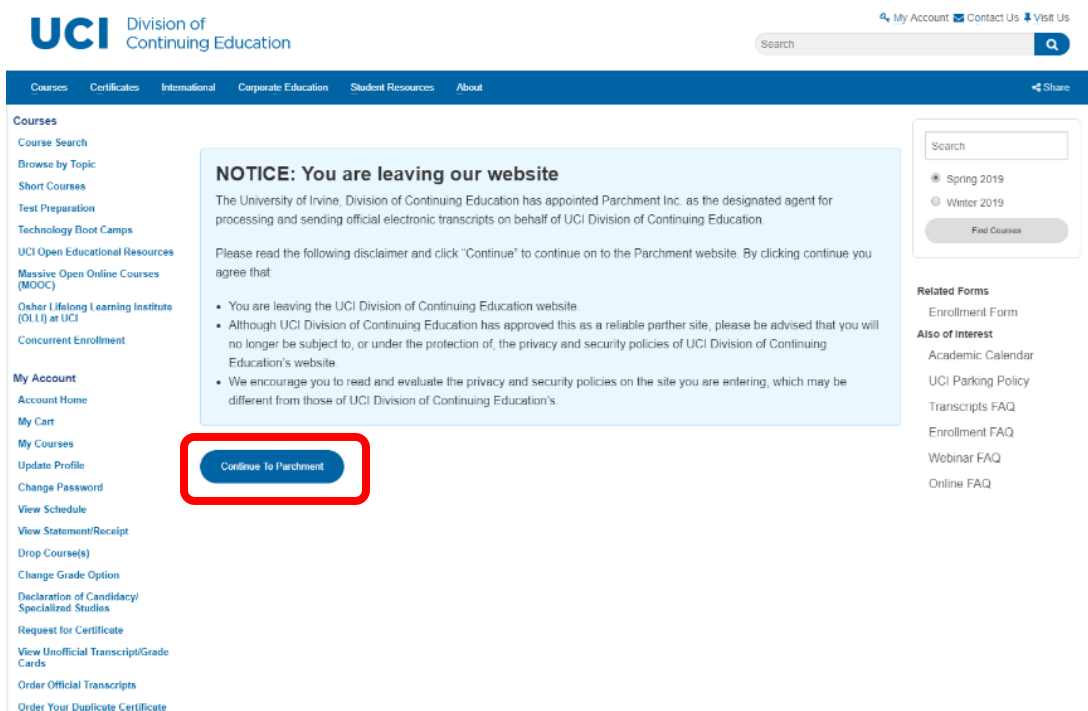 My Account Contact Us Visit Us
UCI Division of
Continuing Education
Search
Courses Certificates International Corporate Education Student Resources About Share
Courses
Course Search
Browse by Topic
Short Courses
Test Preparation
Technology Boot Camps
UCI Open Educational Resources
Massive Open Online Courses
(MOOC)
Osher Lifelong Learning Institute
(OLLI) at UCI
Concurrent Enrollment
My Account
Account Home
My Cart
My Courses
Update Profile
Change Password
View Schedule
View Statement/Receipt
Drop Course(s)
Change Grade Option
Declaration of Candidacy/
Specialized Studies
Request for Certificate
View Unofficial Transcript/Grade
Cards
Order Official Transcripts
Order Your Duplicate Certificate
NOTICE: You are leaving our website
The University of Irvine, Division of Continuing Education has appointed Parchment Inc. as the designated agent for
processing and sending official electronic transcripts on behalf of UCI Division of Continuing Education.
Please read the following disclaimer and click "Continue" to continue on to the Parchment website. By clicking continue you
agree that:
• You are leaving the UCI Division of Continuing Education website.
• Although UCI Division of Continuing Education has approved this as a reliable parther site, please be advised that you will
no longer be subject to, or under the protection of, the privacy and security policies of UCI Division of Continuing
Education's website.
• We encourage you to read and evaluate the privacy and security policies on the site you are entering, which may be
different from those of UCI Division of Continuing Education's.
Continue To Parchment
Search
Spring 2019
Winter 2019
Find Courses
Related Forms
Enrollment Form
Also of Interest
Academic Calendar
UCI Parking Policy
Transcripts FAQ
Enrollment FAQ
Webinar FAQ
Online FAQ